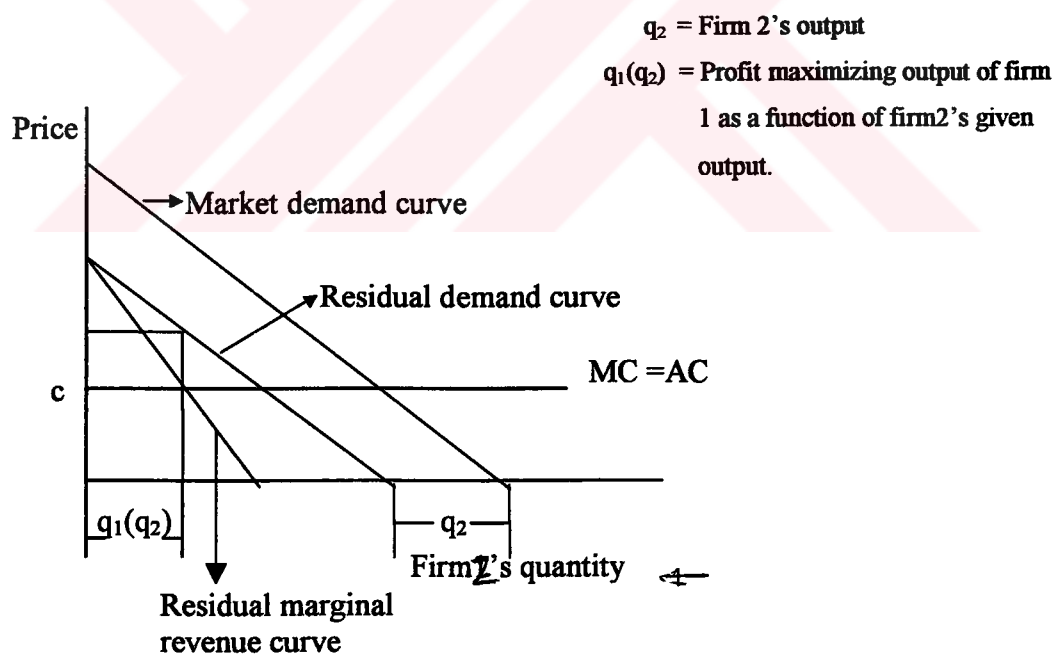 q₂ = Firm 2's output
q₁(q₂) = Profit maximizing output of firm
1 as a function of firm2's given
output.
Price
Market demand curve
Residual demand curve
MC =AC
c
q₁(q₂)
q₂
Firm2's quantity
Residual marginal
revenue curve